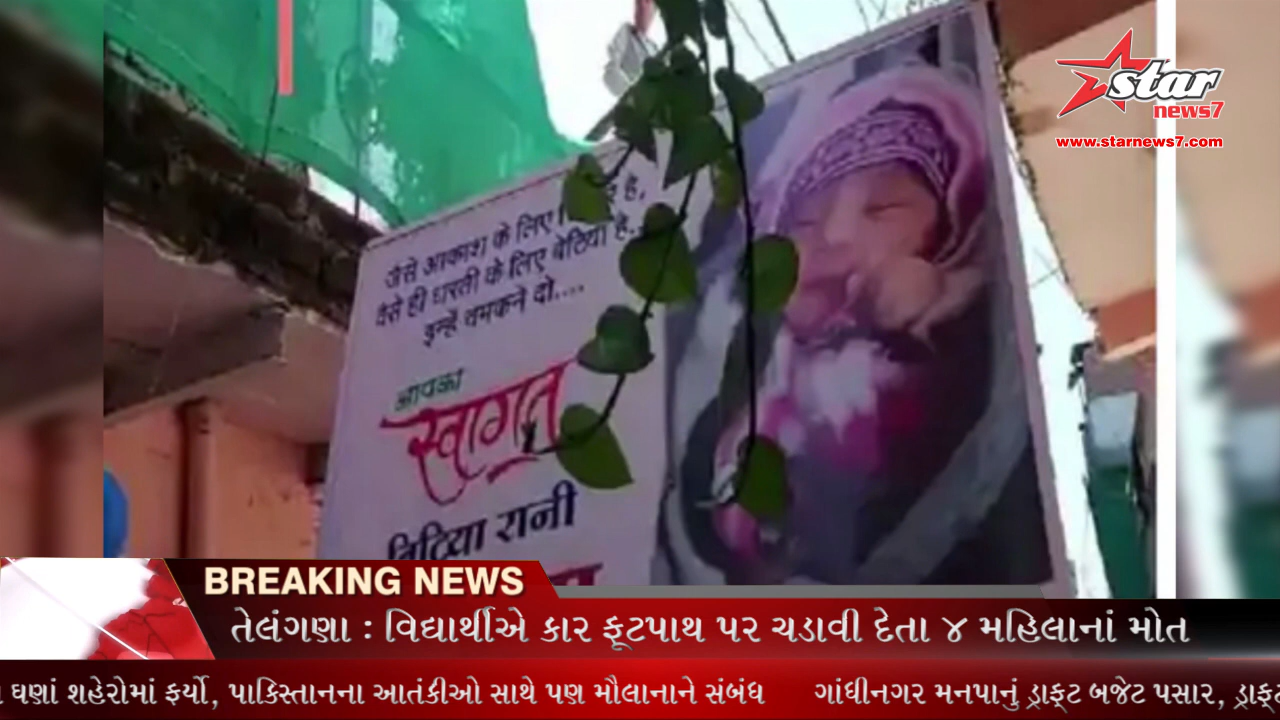 star
news7
www.starnews7.com
जैसे आकाश के लिए है,
वैसे ही धरती के लिए बेटियां है..
इन्हें चमकने दो....
आपका
स्वागत
बिटिया रानी
BREAKING NEWS
તેલંગણા : વિદ્યાર્થીએ કાર ફૂટપાથ પર ચડાવી દેતા ૪ મહિલાનાં મોત
ઘણાં શહેરોમાં ફર્યો, પાકિસ્તાનના આતંકીઓ સાથે પણ મૌલાનાને સંબંધ ગાંધીનગર મનપાનું ડ્રાફ્ટ બજેટ પસાર,